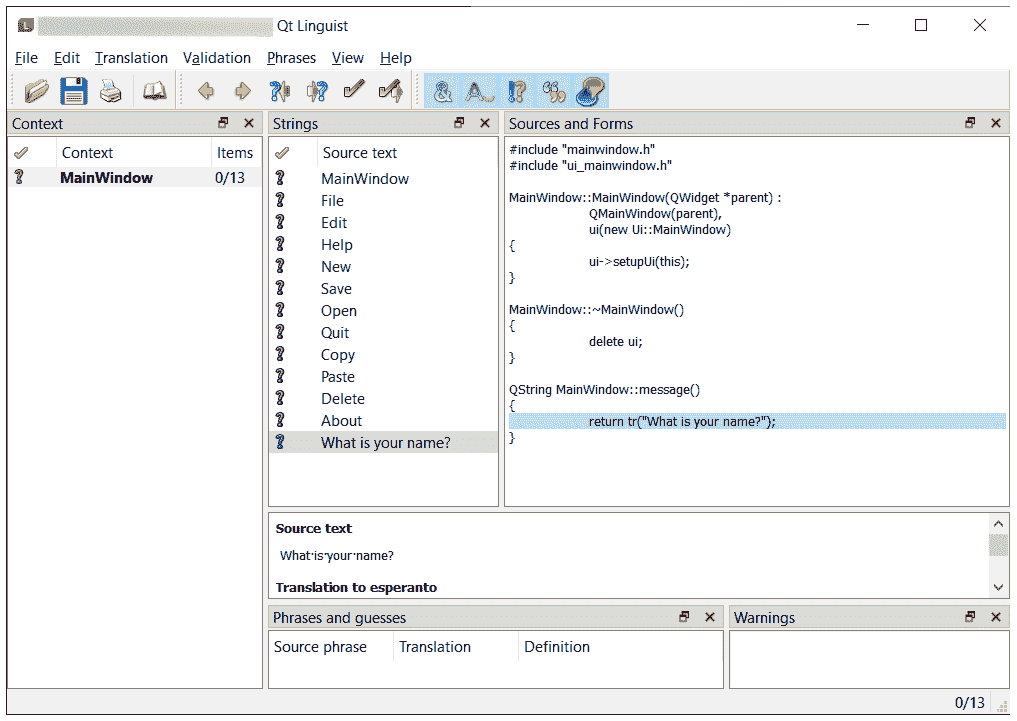 Qt Linguist
File Edit Translation Validation Phrases View Help
Context
Context Items
MainWindow 0/13
Strings
Source text
MainWindow
File
Edit
Help
New
Save
Open
Quit
Copy
Paste
Delete
About
What is your name?
Sources and Forms
#include "mainwindow.h"
#include "ui_mainwindow.h"
MainWindow::MainWindow(QWidget *parent) :
QMainWindow(parent),
ui(new Ui::MainWindow)
{
ui->setupUi(this);
}
MainWindow::~MainWindow()
{
delete ui;
}
QString MainWindow::message()
{
return tr("What is your name?");
}
Source text
What·is·your·name?
Translation to esperanto
Phrases and guesses
Source phrase Translation Definition
Warnings
0/13